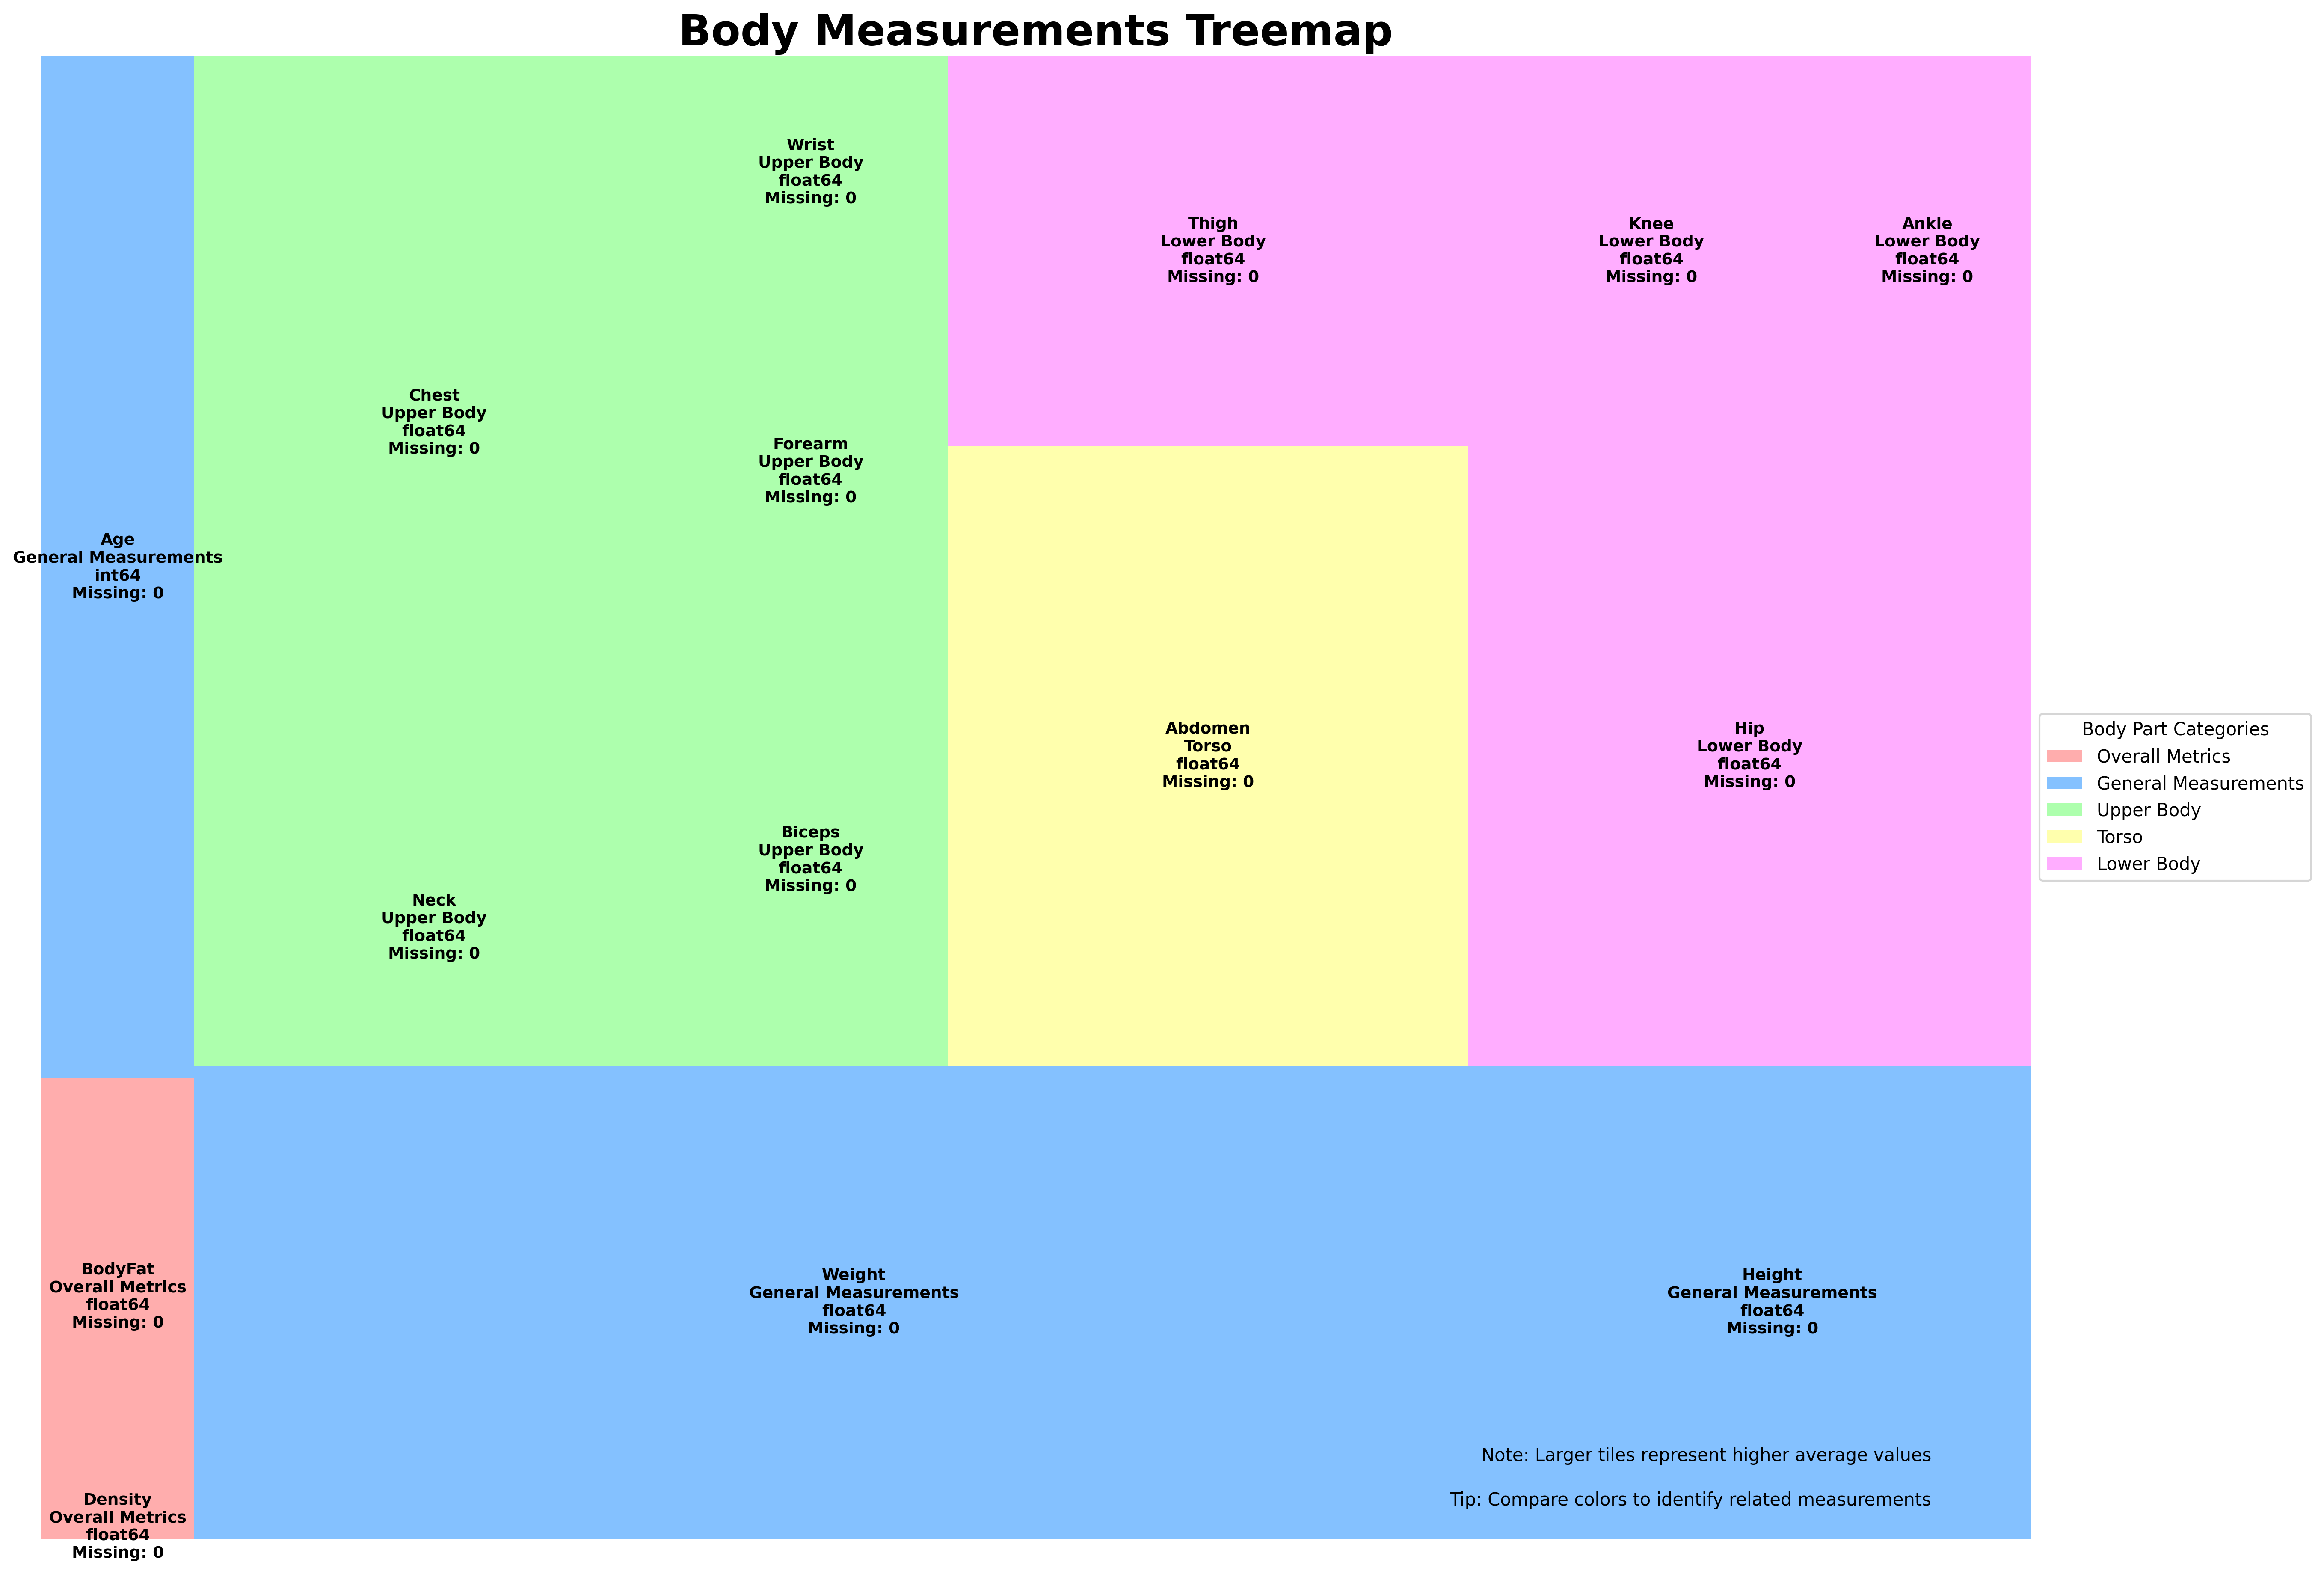 Body Measurements Treemap
Wrist
Upper Body
float64
Missing: 0
Thigh
Lower Body
float64
Missing: 0
Knee
Lower Body
float64
Missing: 0
Ankle
Lower Body
float64
Missing: 0
Chest
Upper Body
float64
Missing: 0
Forearm
Upper Body
float64
Missing: 0
Age
General Measurements
int64
Missing: 0
Abdomen
Torso
float64
Missing: 0
Hip
Lower Body
float64
Missing: 0
Biceps
Upper Body
float64
Missing: 0
Neck
Upper Body
float64
Missing: 0
Body Part Categories
Overall Metrics
General Measurements
Upper Body
Torso
Lower Body
BodyFat
Overall Metrics
float64
Missing: 0
Weight
General Measurements
float64
Missing: 0
Height
General Measurements
float64
Missing: 0
Density
Overall Metrics
float64
Missing: 0
Note: Larger tiles represent higher average values
Tip: Compare colors to identify related measurements